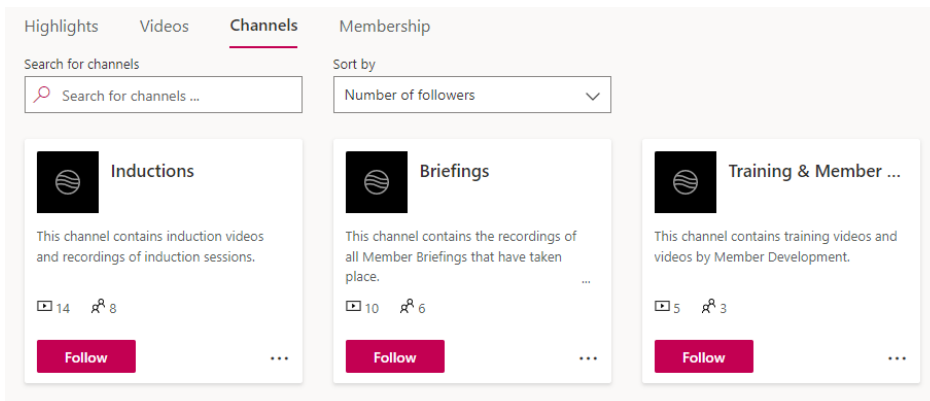 Highlights Videos Channels Membership
Search for channels Sort by
Search for channels ... Number of followers
Inductions
This channel contains induction videos
and recordings of induction sessions.
14 8
Follow ...
Briefings
This channel contains the recordings of
all Member Briefings that have taken
place. ...
10 6
Follow ...
Training & Member ...
This channel contains training videos and
videos by Member Development.
5 3
Follow ...